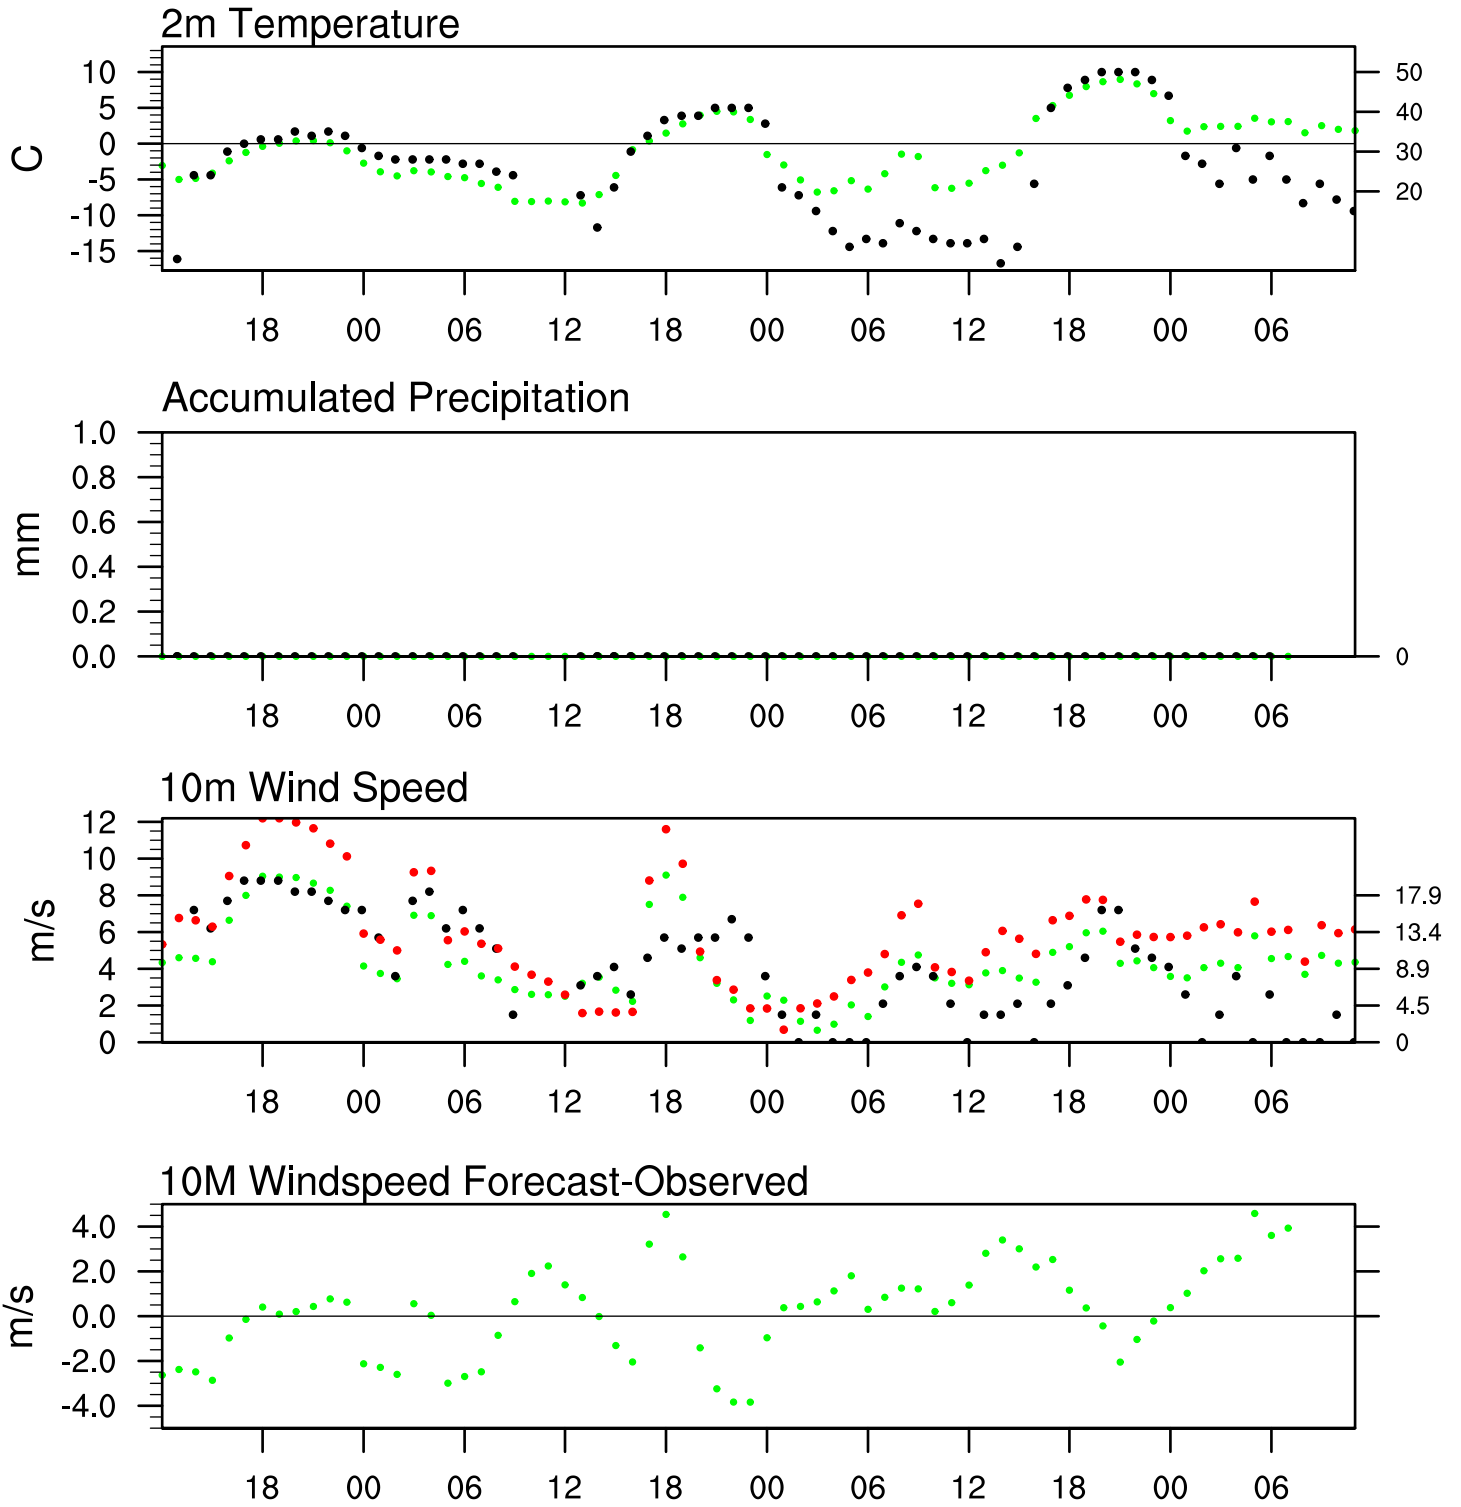 2m Temperature
10 50
5 40
0
-5 30
-10 20
-15
C
18 00 06 12 18 00 06 12 18 00 06
Accumulated Precipitation
1.0
0.8
0.6
0.4
0.2
0.0 0
mm
18 00 06 12 18 00 06 12 18 00 06
10m Wind Speed
12
10
8 17.9
6 13.4
4 8.9
2 4.5
0 0
m/s
18 00 06 12 18 00 06 12 18 00 06
10M Windspeed Forecast-Observed
4.0
2.0
0.0
-2.0
-4.0
m/s
18 00 06 12 18 00 06 12 18 00 06